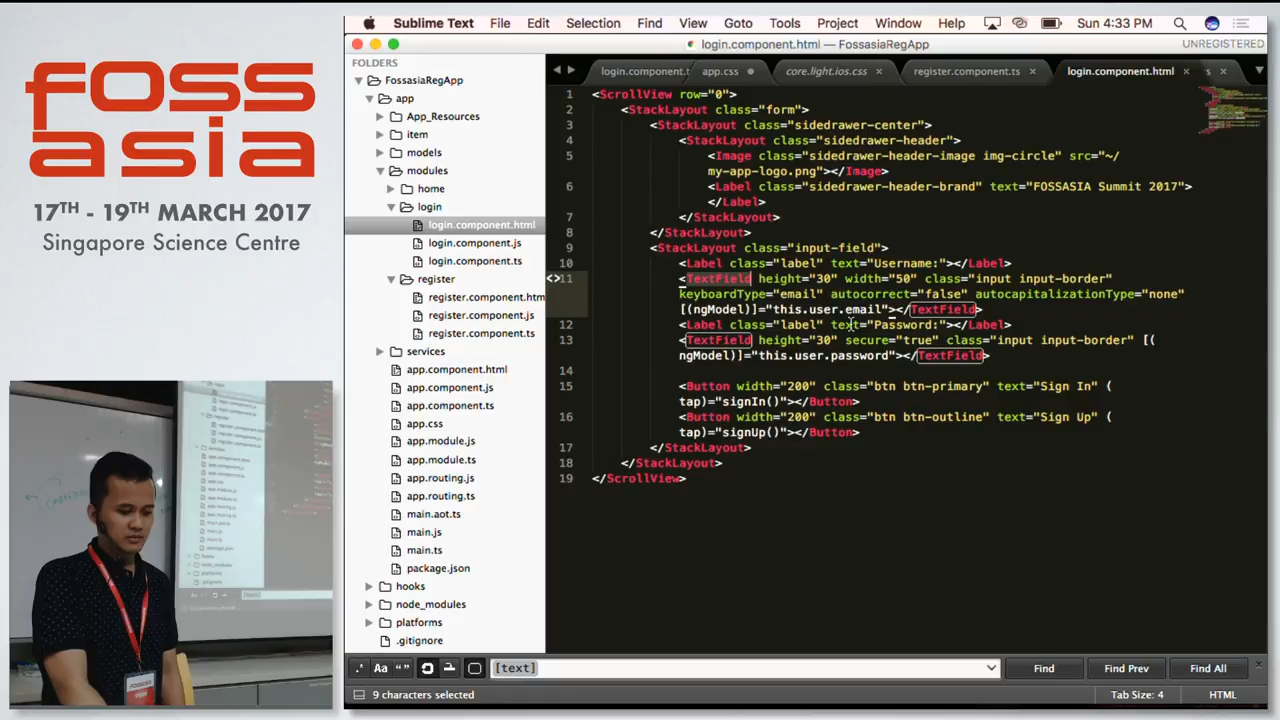 foss
asia
17TH - 19TH MARCH 2017
Singapore Science Centre
Sublime Text File Edit Selection Find View Goto Tools Project Window Help Sun 4:33 PM
login.component.html — FossasiaRegApp UNREGISTERED
login.component.t app.css core.light.ios.css × register.component.ts × login.component.html × s ×
FOLDERS
FossasiaRegApp
app
App_Resources
item
models
modules
home
login
login.component.html
login.component.js
login.component.ts
register
register.component.htm
register.component.js
register.component.ts
services
app.component.html
app.component.js
app.component.ts
app.css
app.module.js
app.module.ts
app.routing.js
app.routing.ts
main.aot.ts
main.js
main.ts
package.json
hooks
node_modules
platforms
.gitignore
1 <ScrollView row="0">
2 <StackLayout class="form">
3 <StackLayout class="sidedrawer-center">
4 <StackLayout class="sidedrawer-header">
5 <Image class="sidedrawer-header-image img-circle" src="~/
my-app-logo.png"></Image>
6 <Label class="sidedrawer-header-brand" text="FOSSASIA Summit 2017">
</Label>
7 </StackLayout>
8 </StackLayout>
9 <StackLayout class="input-field">
10 <Label class="label" text="Username:"></Label>
11 <TextField height="30" width="50" class="input input-border"
keyboardType="email" autocorrect="false" autocapitalizationType="none"
[(ngModel)]="this.user.email"></TextField>
12 <Label class="label" text="Password:"></Label>
13 <TextField height="30" secure="true" class="input input-border" [(
ngModel)]="this.user.password"></TextField>
14
15 <Button width="200" class="btn btn-primary" text="Sign In" (
tap)="signIn()"></Button>
16 <Button width="200" class="btn btn-outline" text="Sign Up" (
tap)="signUp()"></Button>
17 </StackLayout>
18 </StackLayout>
19 </ScrollView>
.* Aa “” [text] Find Find Prev Find All
9 characters selected Tab Size: 4 HTML